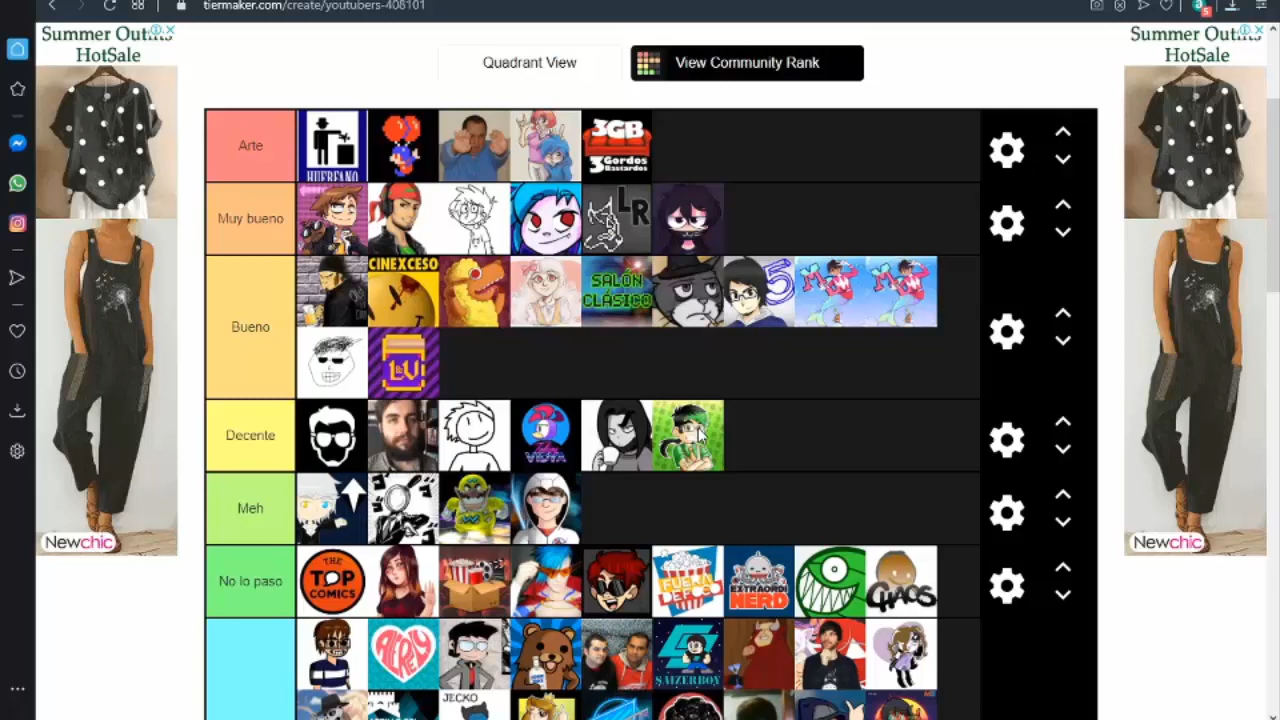 tiermaker.com/create/youtubers-408101
Summer Outfits
HotSale
Quadrant View
View Community Rank
Summer Outfits
HotSale
Arte
HUERFANO
3GB
3 Gordos
Bastardos
Muy bueno
LR
Bueno
CINEXCESO
SALÓN
CLÁSICO
5
L&V
Decente
Meh
Newchic
Newchic
No lo paso
THE
TOP
COMICS
EXTRAORDI
NERD
CHAOS
AERELY
SAIZERBOY
JECKO